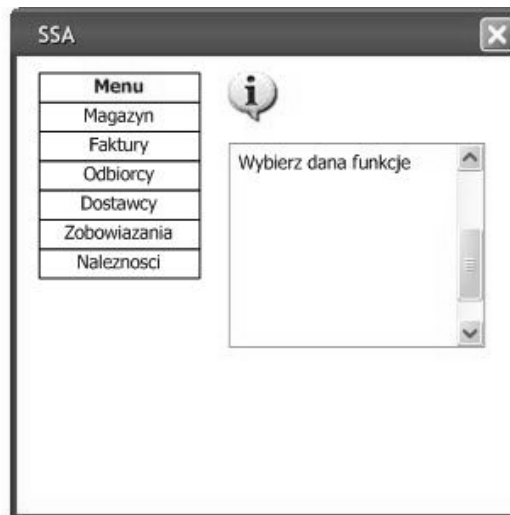 SSA
Menu
Magazyn
Faktury
Odbiorcy
Dostawcy
Zobowiazania
Naleznosci
Wybierz dana funkcje